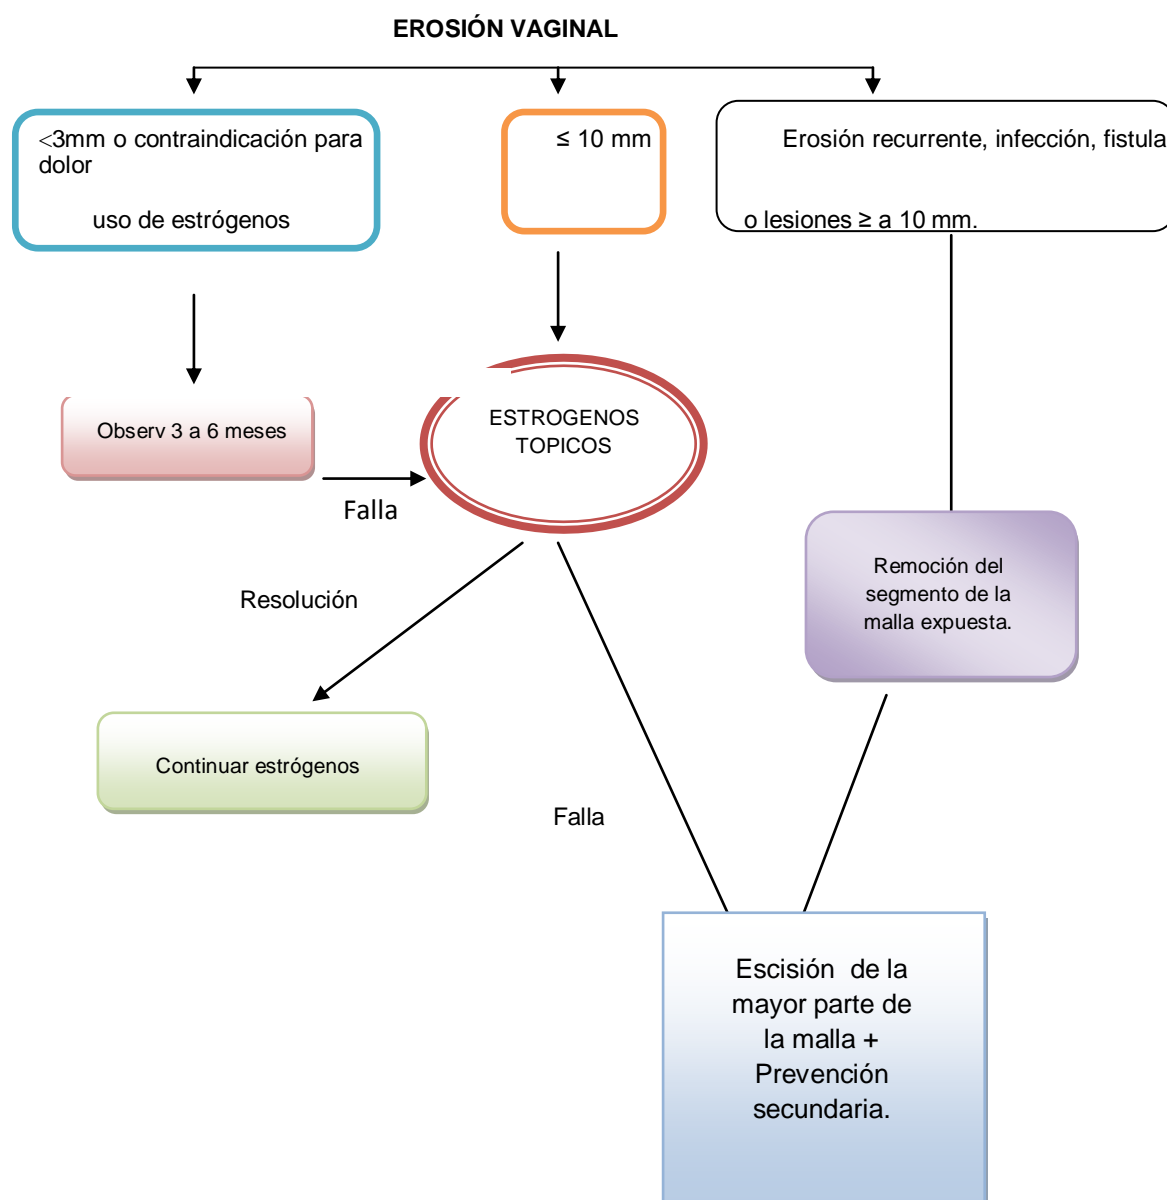 EROSIÓN VAGINAL
<3mm o contraindicación para
dolor
uso de estrógenos
≤ 10 mm
Erosión recurrente, infección, fistula
o lesiones ≥ a 10 mm.
Observ 3 a 6 meses
Falla
ESTROGENOS
TOPICOS
Resolución
Remoción del
segmento de la
malla expuesta.
Continuar estrógenos
Falla
Escisión de la
mayor parte de
la malla +
Prevención
secundaria.